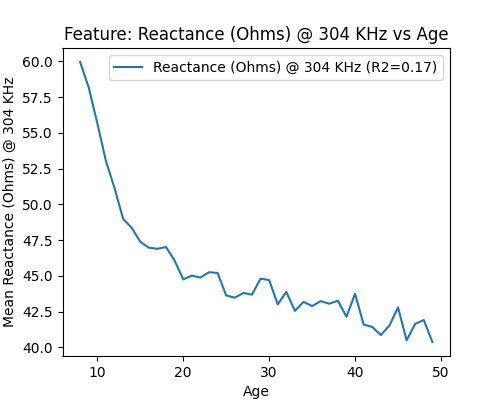 Feature: Reactance (Ohms) @ 304 KHz vs Age
Reactance (Ohms) @ 304 KHz (R2=0.17)
Mean Reactance (Ohms) @ 304 KHz
60.0
57.5
55.0
52.5
50.0
47.5
45.0
42.5
40.0
10 20 30 40 50
Age